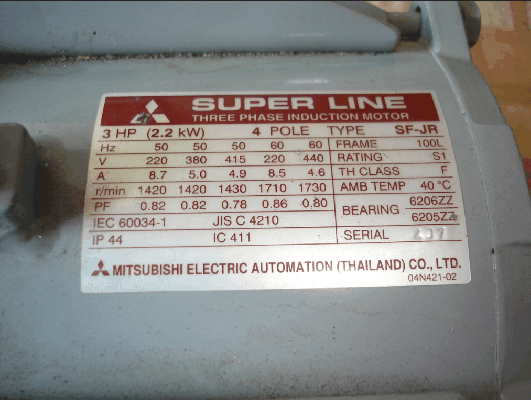 SUPER LINE
THREE PHASE INDUCTION MOTOR
3 HP (2.2 kW) 4 POLE TYPE SF-JR
Hz 50 50 50 60 60 FRAME 100L
V 220 380 415 220 440 RATING S1
A 8.7 5.0 4.9 8.5 4.6 TH CLASS F
r/min 1420 1420 1430 1710 1730 AMB TEMP 40 °C
PF 0.82 0.82 0.78 0.86 0.80 BEARING 6206ZZ
6205ZZ
IEC 60034-1 JIS C 4210
IP 44 IC 411 SERIAL
MITSUBISHI ELECTRIC AUTOMATION (THAILAND) CO., LTD.
04N421-02